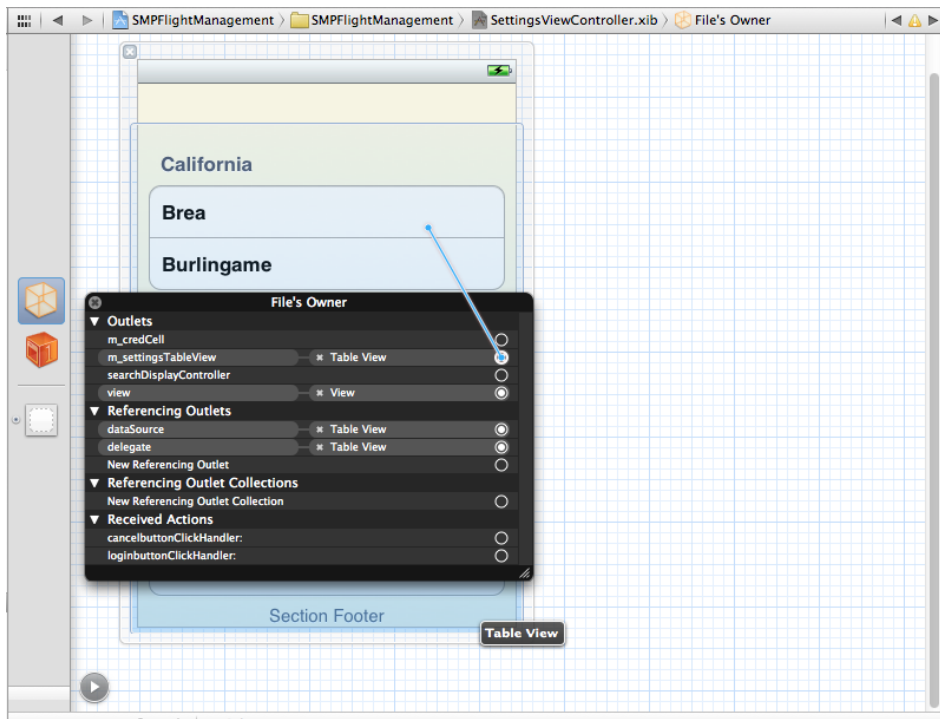 SMPFlightManagement SMPFlightManagement SettingsViewController.xib File's Owner
California
Brea
Burlingame
File's Owner
Outlets
m_credCell
m_settingsTableView Table View
searchDisplayController
view View
Referencing Outlets
dataSource Table View
delegate Table View
New Referencing Outlet
Referencing Outlet Collections
New Referencing Outlet Collection
Received Actions
cancelbuttonClickHandler:
loginbuttonClickHandler:
Section Footer
Table View